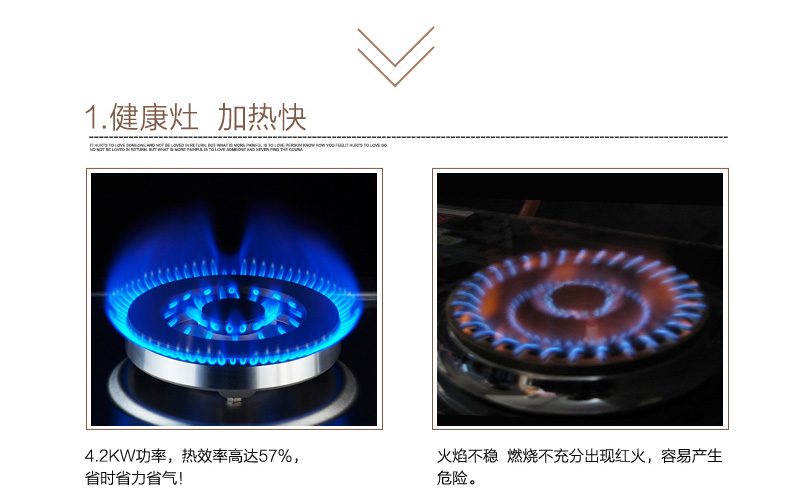 1.健康灶 加热快
IT HURTS TO LOVE SOMEONE AND NOT BE LOVED IN RETURN. BUT WHAT IS MORE PAINFUL IS TO LOVE PERSON KNOW HOW YOU FEELIT HURTS TO LOVE SO
ND NOT BE LOVED IN RETURN. BUT WHAT IS MORE PAINFUL IS TO LOVE SOMEONE AND NEVER FIND THE COURA
4.2KW功率，热效率高达57%，
省时省力省气！
火焰不稳 燃烧不充分出现红火，容易产生
危险。